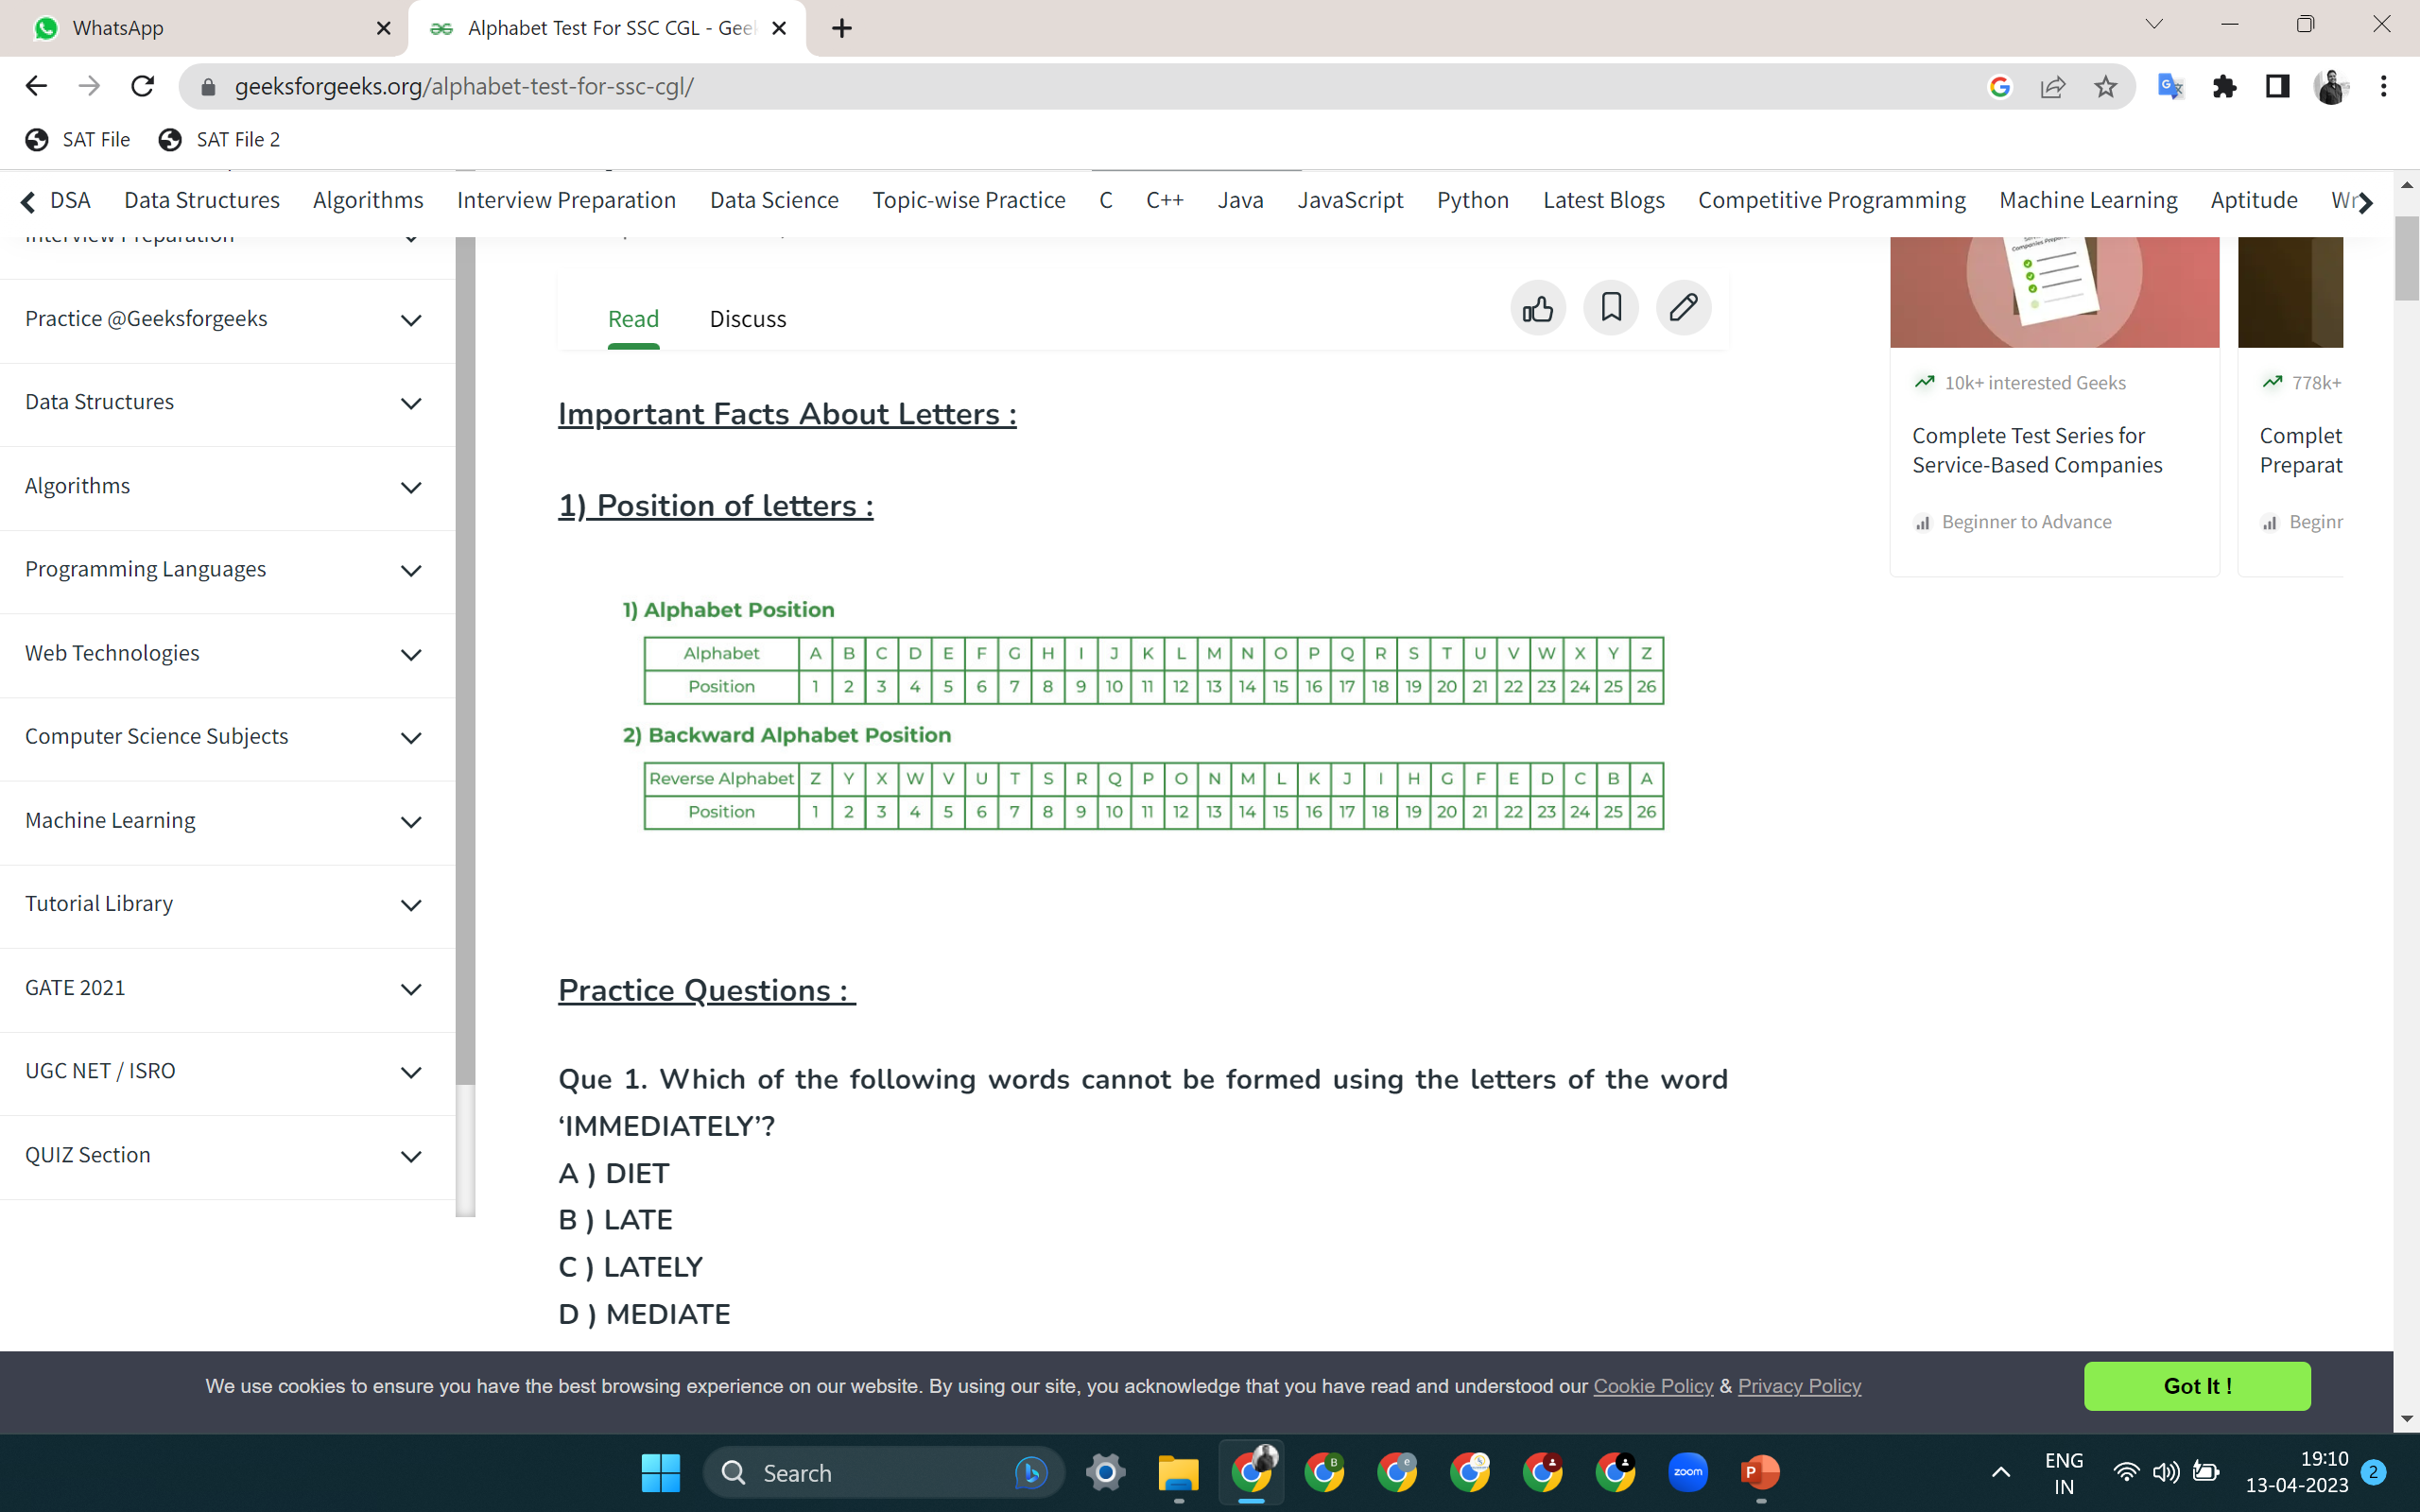 WhatsApp
Alphabet Test For SSC CGL - Gee
geeksforgeeks.org/alphabet-test-for-ssc-cgl/
SAT File SAT File 2
DSA Data Structures Algorithms Interview Preparation Data Science Topic-wise Practice C C++ Java JavaScript Python Latest Blogs Competitive Programming Machine Learning Aptitude Wr
Interview Preparation
Practice @Geeksforgeeks
Data Structures
Algorithms
Programming Languages
Web Technologies
Computer Science Subjects
Machine Learning
Tutorial Library
GATE 2021
UGC NET / ISRO
QUIZ Section
Read Discuss
Important Facts About Letters :
1) Position of letters :
1) Alphabet Position
Alphabet A B C D E F G H I J K L M N O P Q R S T U V W X Y Z
Position 1 2 3 4 5 6 7 8 9 10 11 12 13 14 15 16 17 18 19 20 21 22 23 24 25 26
2) Backward Alphabet Position
Reverse Alphabet Z Y X W V U T S R Q P O N M L K J I H G F E D C B A
Position 1 2 3 4 5 6 7 8 9 10 11 12 13 14 15 16 17 18 19 20 21 22 23 24 25 26
Practice Questions :
Que 1. Which of the following words cannot be formed using the letters of the word
‘IMMEDIATELY’?
A ) DIET
B ) LATE
C ) LATELY
D ) MEDIATE
10k+ interested Geeks
Complete Test Series for
Service-Based Companies
Beginner to Advance
778k+
Complet
Preparat
Beginr
We use cookies to ensure you have the best browsing experience on our website. By using our site, you acknowledge that you have read and understood our Cookie Policy & Privacy Policy
Got It !
Search
zoom
ENG
IN
19:10
13-04-2023
2